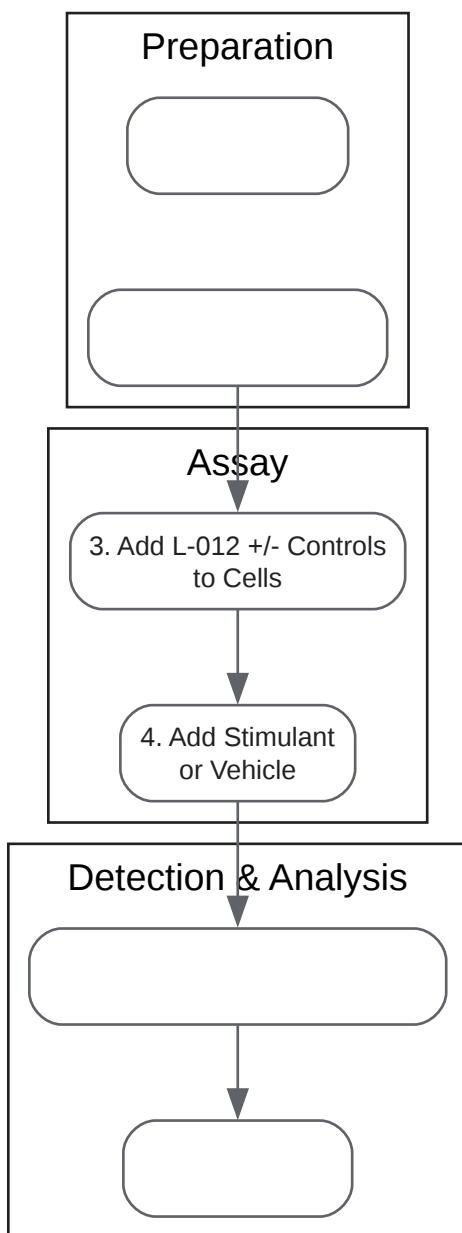 Preparation
Assay
3. Add L-012 +/- Controls
to Cells
4. Add Stimulant
or Vehicle
Detection & Analysis